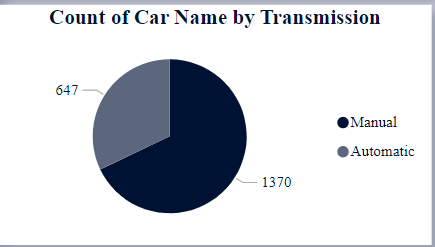 Count of Car Name by Transmission
647
Manual
Automatic
1370